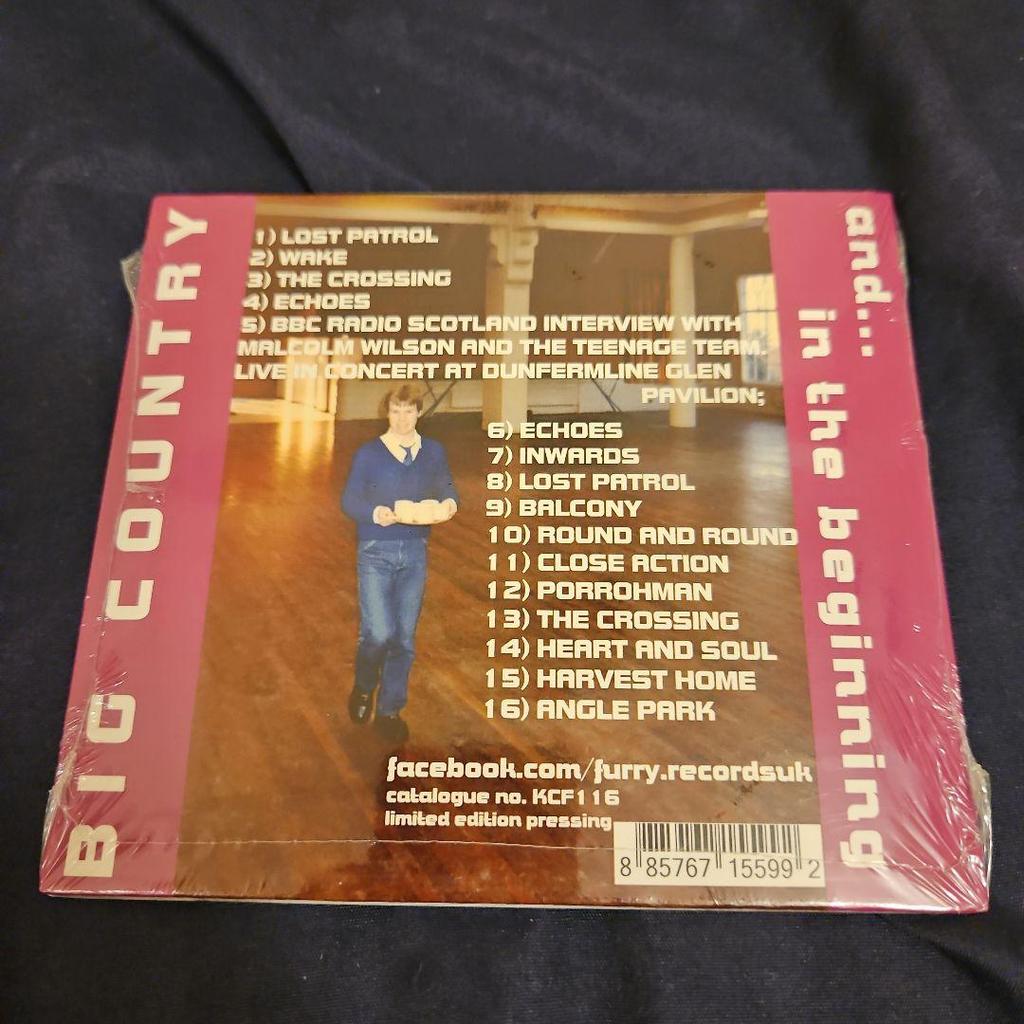 BIG COUNTRY
1) LOST PATROL
2) WAKE
3) THE CROSSING
4) ECHOES
5) BBC RADIO SCOTLAND INTERVIEW WITH
MALCOLM WILSON AND THE TEENAGE TEAM.
LIVE IN CONCERT AT DUNFERMLINE GLEN
PAVILION;
6) ECHOES
7) INWARDS
8) LOST PATROL
9) BALCONY
10) ROUND AND ROUND
11) CLOSE ACTION
12) PORROHMAN
13) THE CROSSING
14) HEART AND SOUL
15) HARVEST HOME
16) ANGLE PARK
facebook.com/furry.recordsuk
catalogue no. KCF116
limited edition pressing
8 85767 15599 2
and...
in the beginning